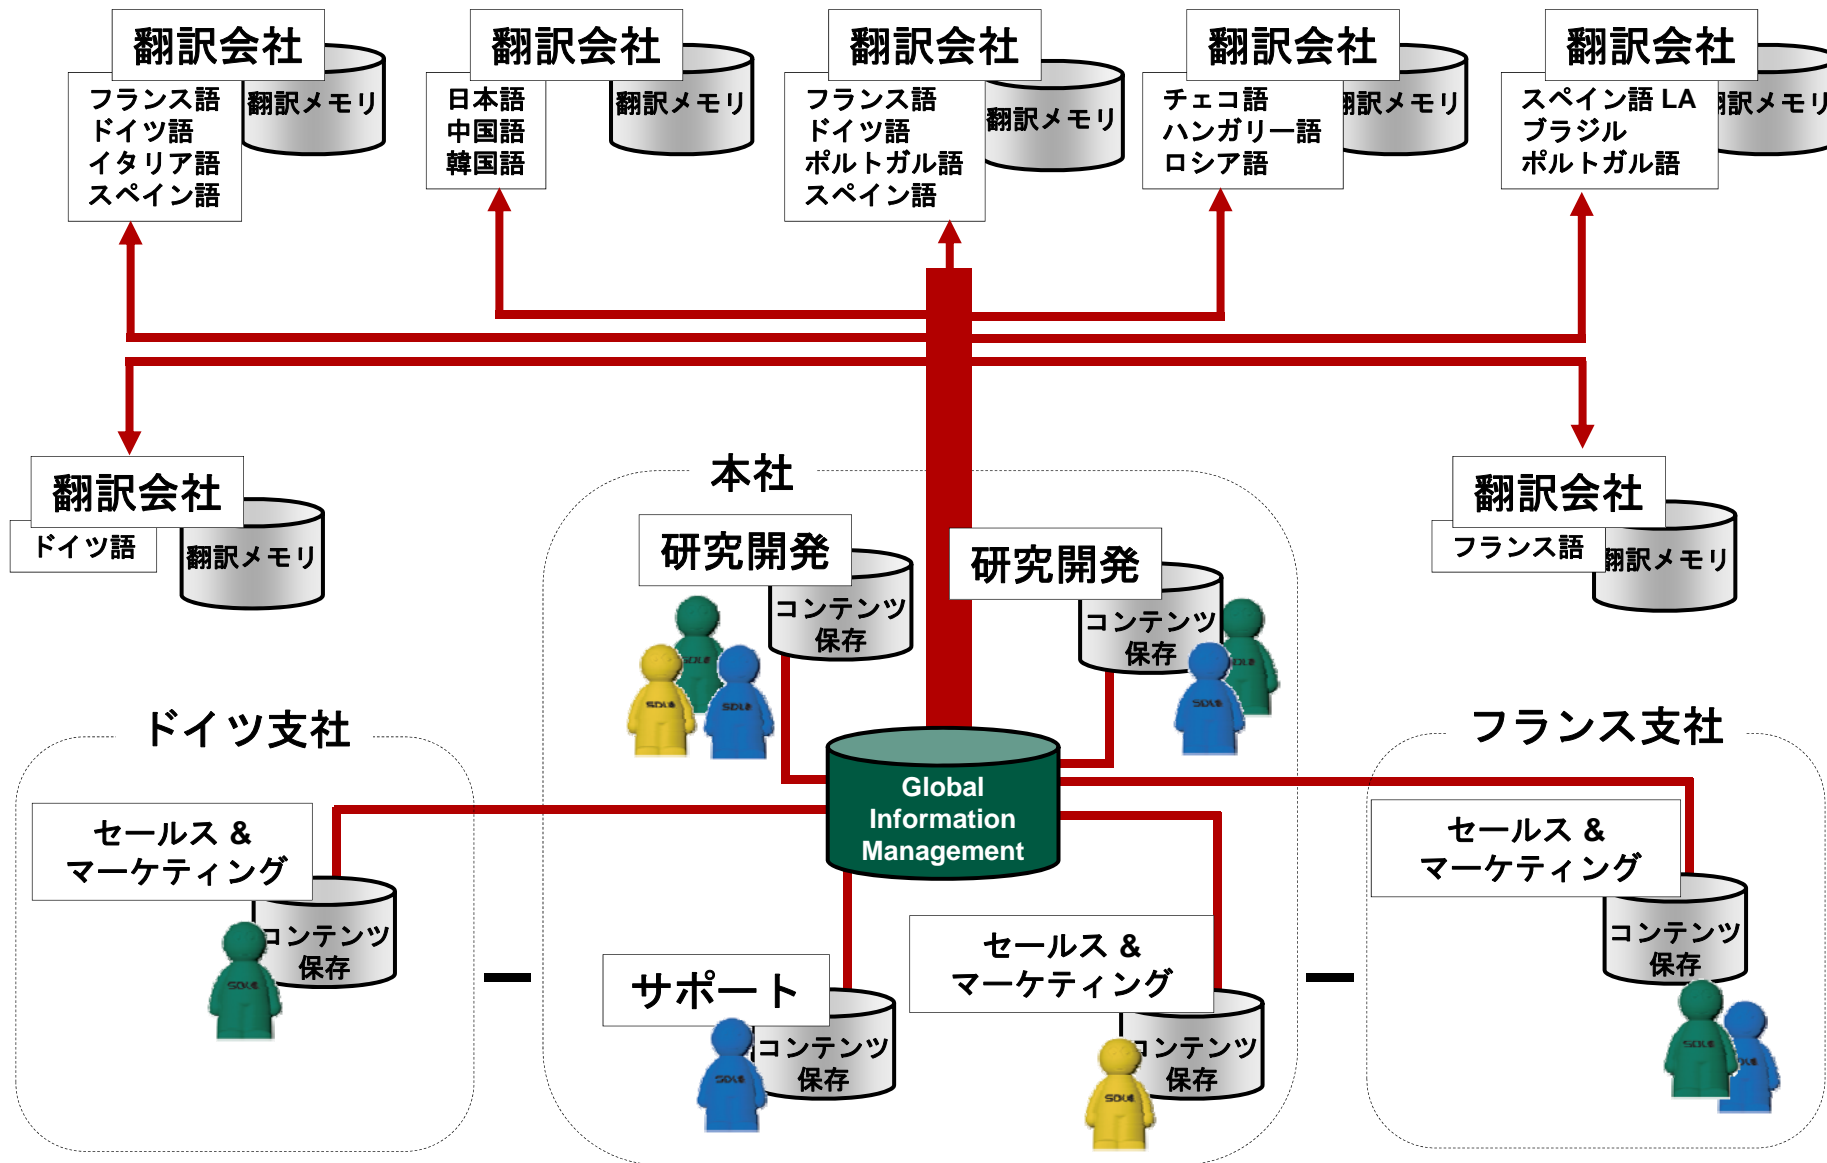 翻訳会社
フランス語
ドイツ語
イタリア語
スペイン語
翻訳メモリ
翻訳会社
日本語
中国語
韓国語
翻訳メモリ
翻訳会社
フランス語
ドイツ語
ポルトガル語
スペイン語
翻訳メモリ
翻訳会社
チェコ語
ハンガリー語
ロシア語
翻訳メモリ
翻訳会社
スペイン語 LA
ブラジル
ポルトガル語
翻訳メモリ
翻訳会社
ドイツ語
翻訳メモリ
本社
研究開発
コンテンツ
保存
研究開発
コンテンツ
保存
翻訳会社
フランス語
翻訳メモリ
ドイツ支社
セールス &
マーケティング
コンテンツ
保存
SDL
Global
Information
Management
サポート
コンテンツ
保存
SDL
セールス &
マーケティング
コンテンツ
保存
SDL
フランス支社
セールス &
マーケティング
コンテンツ
保存
SDL
SDL
SDL
SDL
SDL